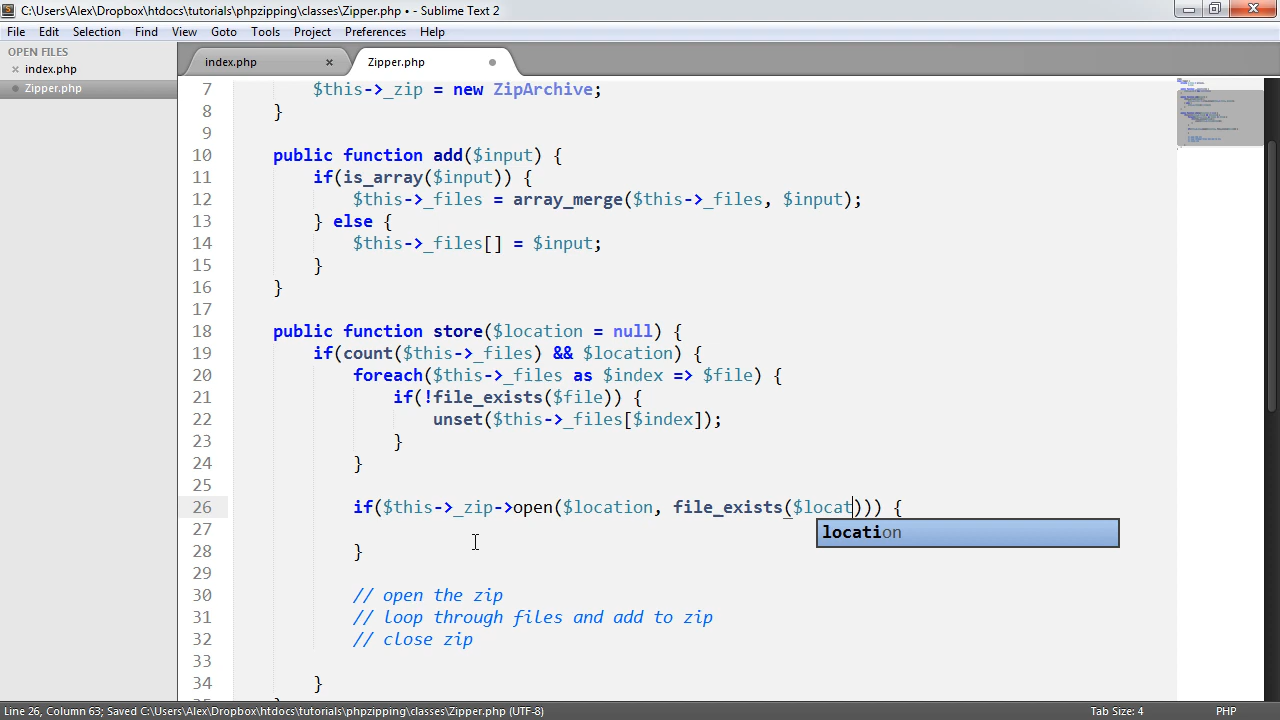 C:\Users\Alex\Dropbox\htdocs\tutorials\phpzipping\classes\Zipper.php • - Sublime Text 2
File Edit Selection Find View Goto Tools Project Preferences Help
OPEN FILES
index.php
Zipper.php
index.php Zipper.php
7 $this->_zip = new ZipArchive;
8 }
9
10 public function add($input) {
11 if(is_array($input)) {
12 $this->_files = array_merge($this->_files, $input);
13 } else {
14 $this->_files[] = $input;
15 }
16 }
17
18 public function store($location = null) {
19 if(count($this->_files) && $location) {
20 foreach($this->_files as $index => $file) {
21 if(!file_exists($file)) {
22 unset($this->_files[$index]);
23 }
24 }
25
26 if($this->_zip->open($location, file_exists($locat))) {
location
27
28 }
29
30 // open the zip
31 // loop through files and add to zip
32 // close zip
33
34 }
Line 26, Column 63; Saved C:\Users\Alex\Dropbox\htdocs\tutorials\phpzipping\classes\Zipper.php (UTF-8)
Tab Size: 4
PHP